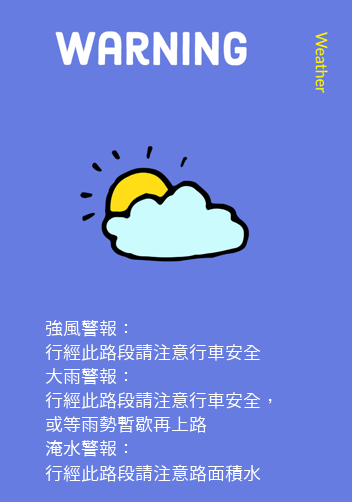 WARNING
Weather
強風警報：
行經此路段請注意行車安全
大雨警報：
行經此路段請注意行車安全，
或等雨勢暫歇再上路
淹水警報：
行經此路段請注意路面積水